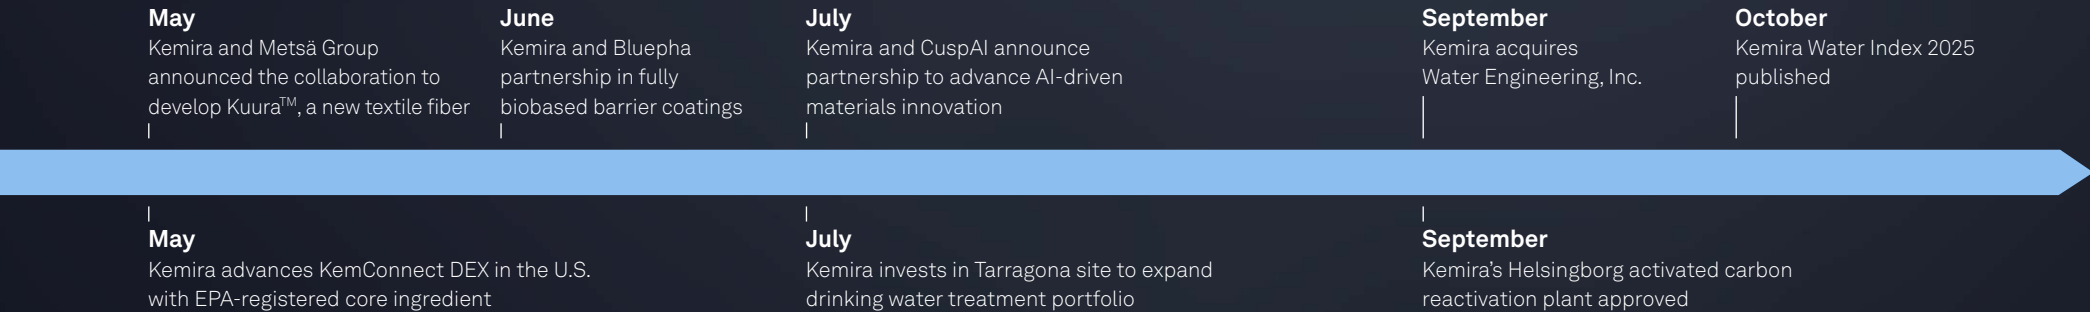 May
Kemira and Metsä Group
announced the collaboration to
develop Kuura™, a new textile fiber
June
Kemira and Bluepha
partnership in fully
biobased barrier coatings
July
Kemira and CuspAI announce
partnership to advance AI-driven
materials innovation
September
Kemira acquires
Water Engineering, Inc.
October
Kemira Water Index 2025
published
May
Kemira advances KemConnect DEX in the U.S.
with EPA-registered core ingredient
July
Kemira invests in Tarragona site to expand
drinking water treatment portfolio
September
Kemira’s Helsingborg activated carbon
reactivation plant approved